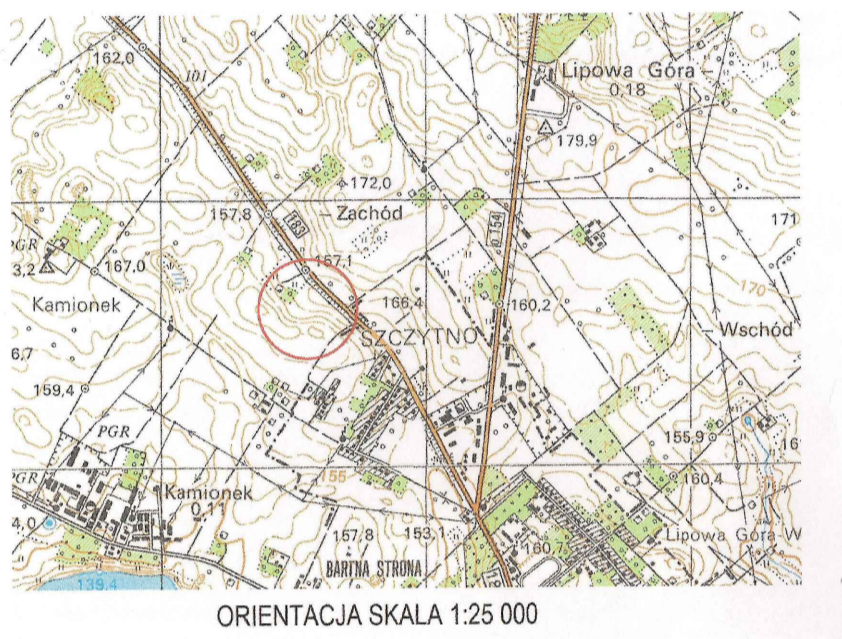 162,0
101
Lipowa Góra
0.18
179,9
172,0
157,8
183
Zachód
154
171
PGR
3,2
167.0
157,1
170
Kamionek
166,4
160,2
SZCZYTNO
Wschód
6,7
159,4
PGR
155,9
16
PGR
155
160,4
Kamionek
0.11
4,0
157,8
153,1
160,7
Lipowa Góra W
BARTNA STRONA
139,4
ORIENTACJA SKALA 1:25 000